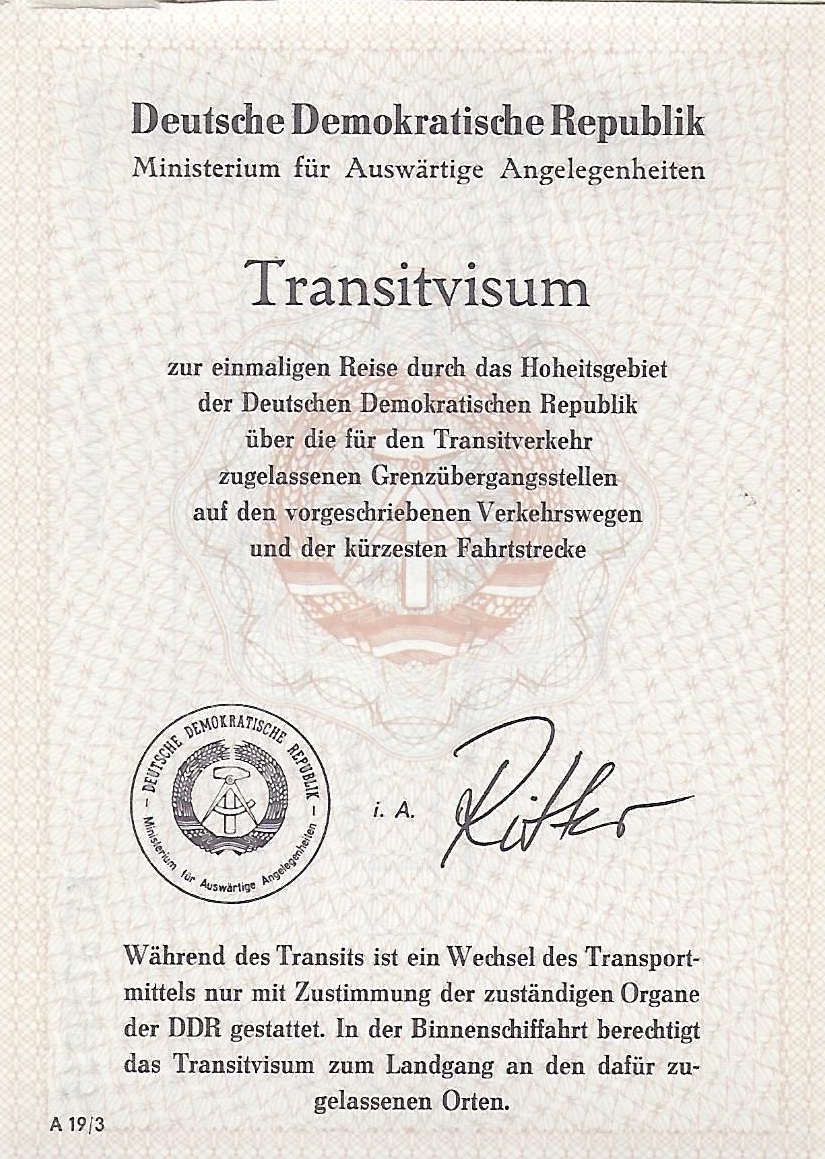 Deutsche Demokratische Republik
Ministerium für Auswärtige Angelegenheiten
Transitvisum
zur einmaligen Reise durch das Hoheitsgebiet
der Deutschen Demokratischen Republik
über die für den Transitverkehr
zugelassenen Grenzübergangsstellen
auf den vorgeschriebenen Verkehrswegen
und der kürzesten Fahrtstrecke
– DEUTSCHE DEMOKRATISCHE REPUBLIK –
Ministerium für Auswärtige Angelegenheiten
i. A. Ritter
Während des Transits ist ein Wechsel des Transport-
mittels nur mit Zustimmung der zuständigen Organe
der DDR gestattet. In der Binnenschiffahrt berechtigt
das Transitvisum zum Landgang an den dafür zu-
gelassenen Orten.
A 19/3